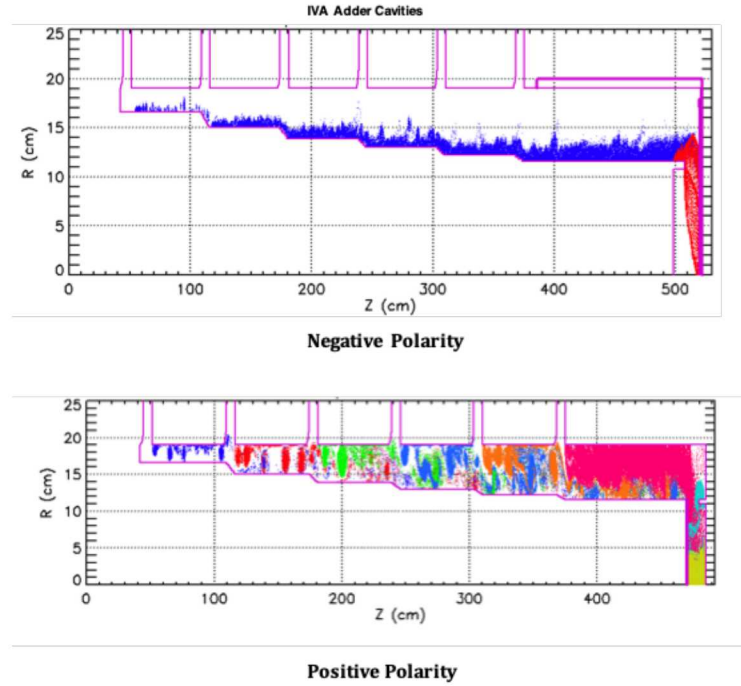 IVA Adder Cavities
25
20
15
10
5
0
R (cm)
0 100 200 300 400 500
Z (cm)
Negative Polarity
25
20
15
10
5
0
R (cm)
0 100 200 300 400
Z (cm)
Positive Polarity